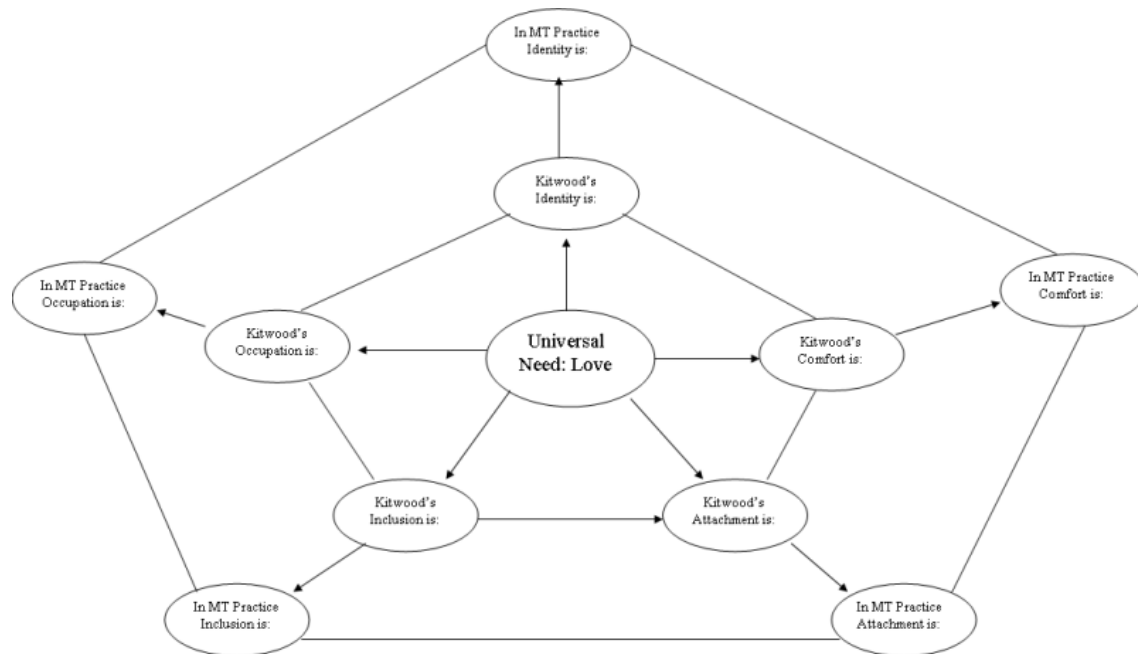 In MT Practice
Identity is:
Kitwood's
Identity is:
In MT Practice
Occupation is:
In MT Practice
Comfort is:
Kitwood's
Occupation is:
Universal
Need: Love
Kitwood's
Comfort is:
Kitwood's
Inclusion is:
Kitwood's
Attachment is:
In MT Practice
Inclusion is:
In MT Practice
Attachment is: